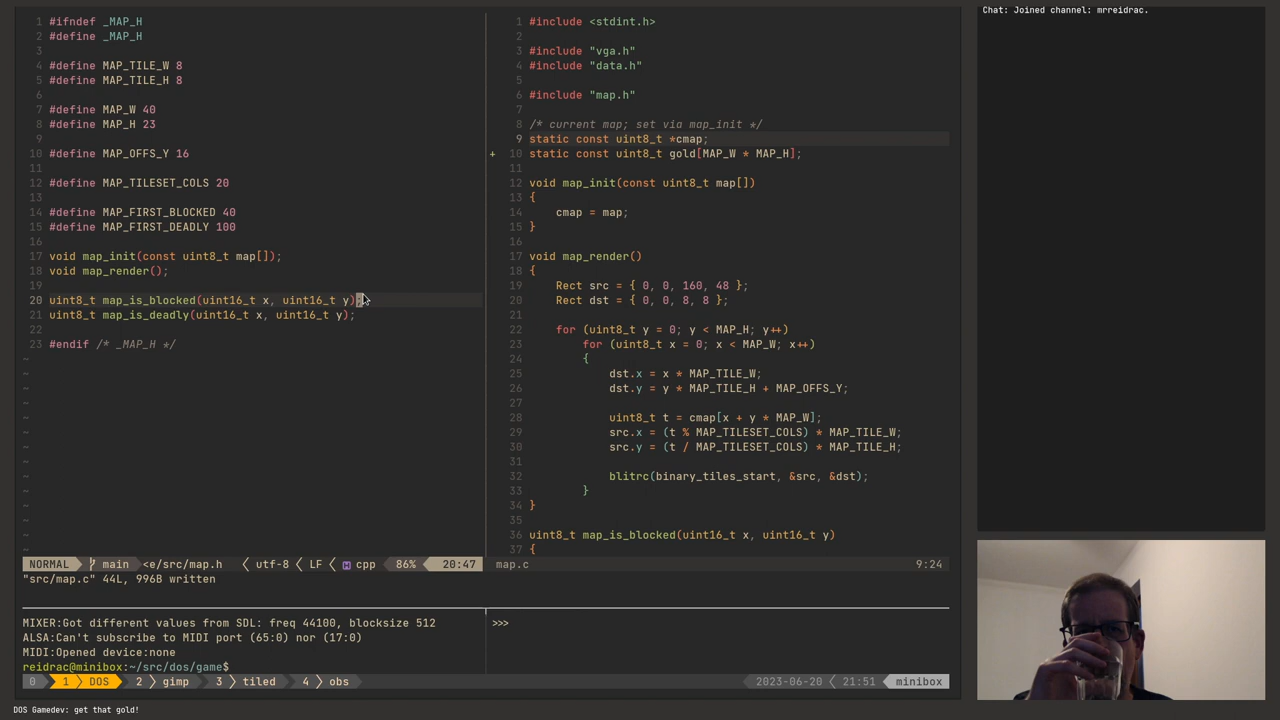 1 #ifndef _MAP_H
2 #define _MAP_H
3
4 #define MAP_TILE_W 8
5 #define MAP_TILE_H 8
6
7 #define MAP_W 40
8 #define MAP_H 23
9
10 #define MAP_OFFS_Y 16
11
12 #define MAP_TILESET_COLS 20
13
14 #define MAP_FIRST_BLOCKED 40
15 #define MAP_FIRST_DEADLY 100
16
17 void map_init(const uint8_t map[]);
18 void map_render();
19
20 uint8_t map_is_blocked(uint16_t x, uint16_t y);
21 uint8_t map_is_deadly(uint16_t x, uint16_t y);
22
23 #endif /* _MAP_H */
~
~
~
~
~
~
~
~
~
~
~
~
~
~
NORMAL main <e/src/map.h utf-8 LF cpp 86% 20:47
"src/map.c" 44L, 996B written
1 #include <stdint.h>
2
3 #include "vga.h"
4 #include "data.h"
5
6 #include "map.h"
7
8 /* current map; set via map_init */
9 static const uint8_t *cmap;
+ 10 static const uint8_t gold[MAP_W * MAP_H];
11
12 void map_init(const uint8_t map[])
13 {
14 cmap = map;
15 }
16
17 void map_render()
18 {
19 Rect src = { 0, 0, 160, 48 };
20 Rect dst = { 0, 0, 8, 8 };
21
22 for (uint8_t y = 0; y < MAP_H; y++)
23 for (uint8_t x = 0; x < MAP_W; x++)
24 {
25 dst.x = x * MAP_TILE_W;
26 dst.y = y * MAP_TILE_H + MAP_OFFS_Y;
27
28 uint8_t t = cmap[x + y * MAP_W];
29 src.x = (t % MAP_TILESET_COLS) * MAP_TILE_W;
30 src.y = (t / MAP_TILESET_COLS) * MAP_TILE_H;
31
32 blitrc(binary_tiles_start, &src, &dst);
33 }
34 }
35
36 uint8_t map_is_blocked(uint16_t x, uint16_t y)
37 {
map.c 9:24
MIXER:Got different values from SDL: freq 44100, blocksize 512
ALSA:Can't subscribe to MIDI port (65:0) nor (17:0)
MIDI:Opened device:none
reidrac@minibox:~/src/dos/game$
>>>
0 1 DOS 2 gimp 3 tiled 4 obs 2023-06-20 21:51 minibox
Chat: Joined channel: mrreidrac.
DOS Gamedev: get that gold!